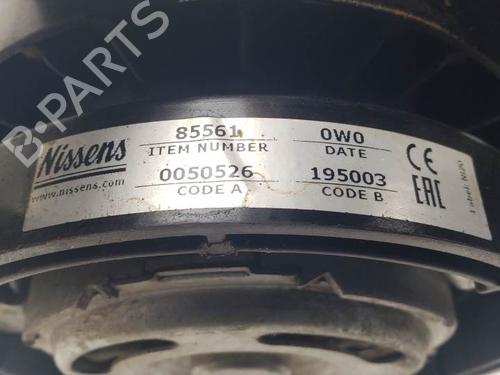 B-PARTS
Nissens
www.nissens.com
85561
ITEM NUMBER
0W0
DATE
0050526
CODE A
195003
CODE B
CE
EAC